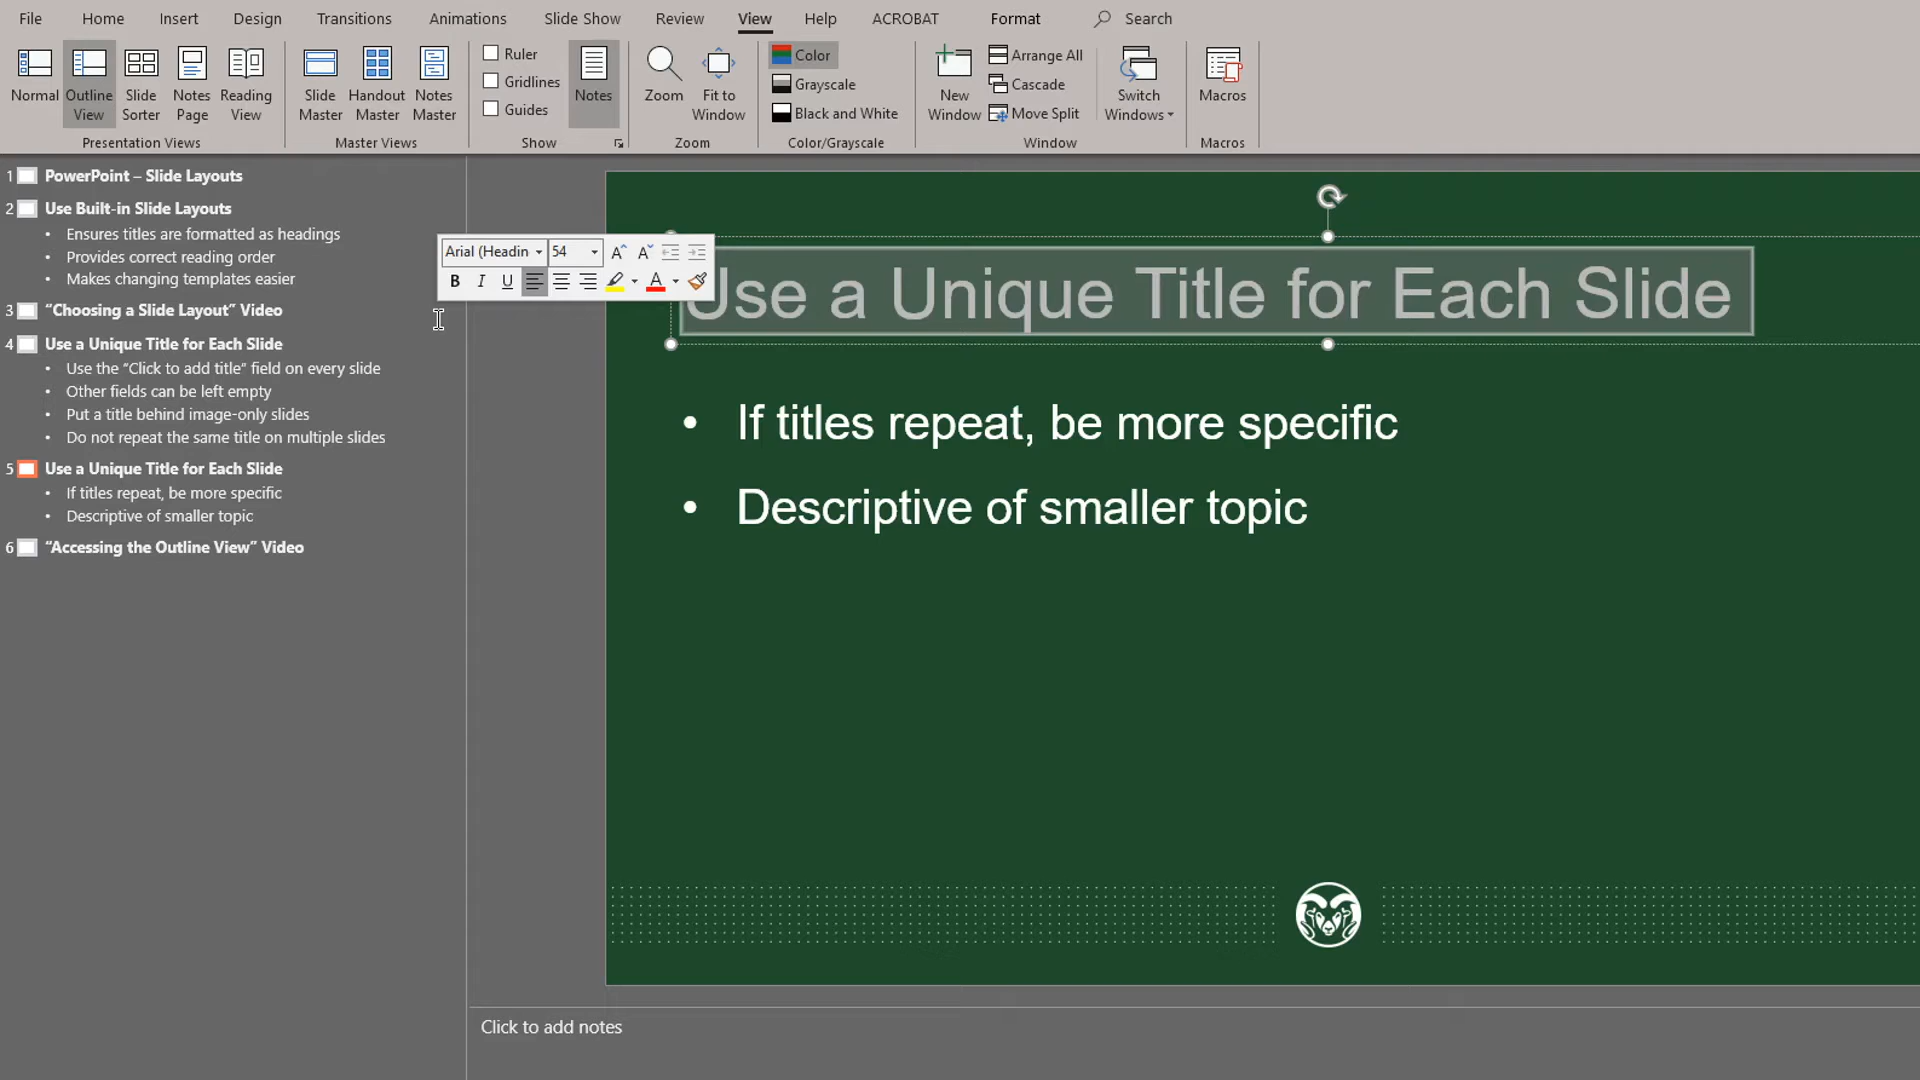 File Home Insert Design Transitions Animations Slide Show Review View Help ACROBAT Format Search
Normal
Outline View
Slide Sorter
Notes Page
Reading View
Presentation Views
Slide Master
Handout Master
Notes Master
Master Views
Ruler
Gridlines
Guides
Notes
Show
Zoom
Fit to Window
Zoom
Color
Grayscale
Black and White
Color/Grayscale
New Window
Arrange All
Cascade
Move Split
Switch Windows
Window
Macros
Macros
1 PowerPoint – Slide Layouts
2 Use Built-in Slide Layouts
• Ensures titles are formatted as headings
• Provides correct reading order
• Makes changing templates easier
3 “Choosing a Slide Layout” Video
4 Use a Unique Title for Each Slide
• Use the “Click to add title” field on every slide
• Other fields can be left empty
• Put a title behind image-only slides
• Do not repeat the same title on multiple slides
5 Use a Unique Title for Each Slide
• If titles repeat, be more specific
• Descriptive of smaller topic
6 “Accessing the Outline View” Video
Arial (Headin 54 A A
B I U A
Use a Unique Title for Each Slide
• If titles repeat, be more specific
• Descriptive of smaller topic
Click to add notes